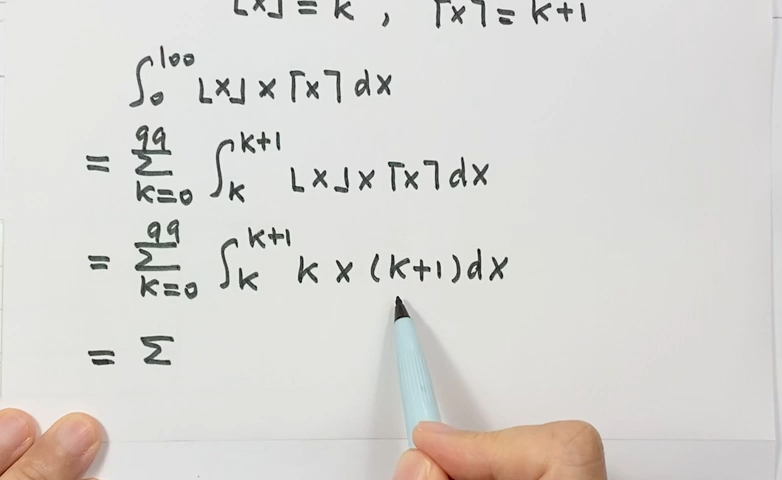 ⌊x⌋ = k , ⌈x⌉ = k+1
∫₀¹⁰⁰ ⌊x⌋ x ⌈x⌉ dx
= Σ_{k=0}^{99} ∫_k^{k+1} ⌊x⌋ x ⌈x⌉ dx
= Σ_{k=0}^{99} ∫_k^{k+1} k x (k+1) dx
= Σ